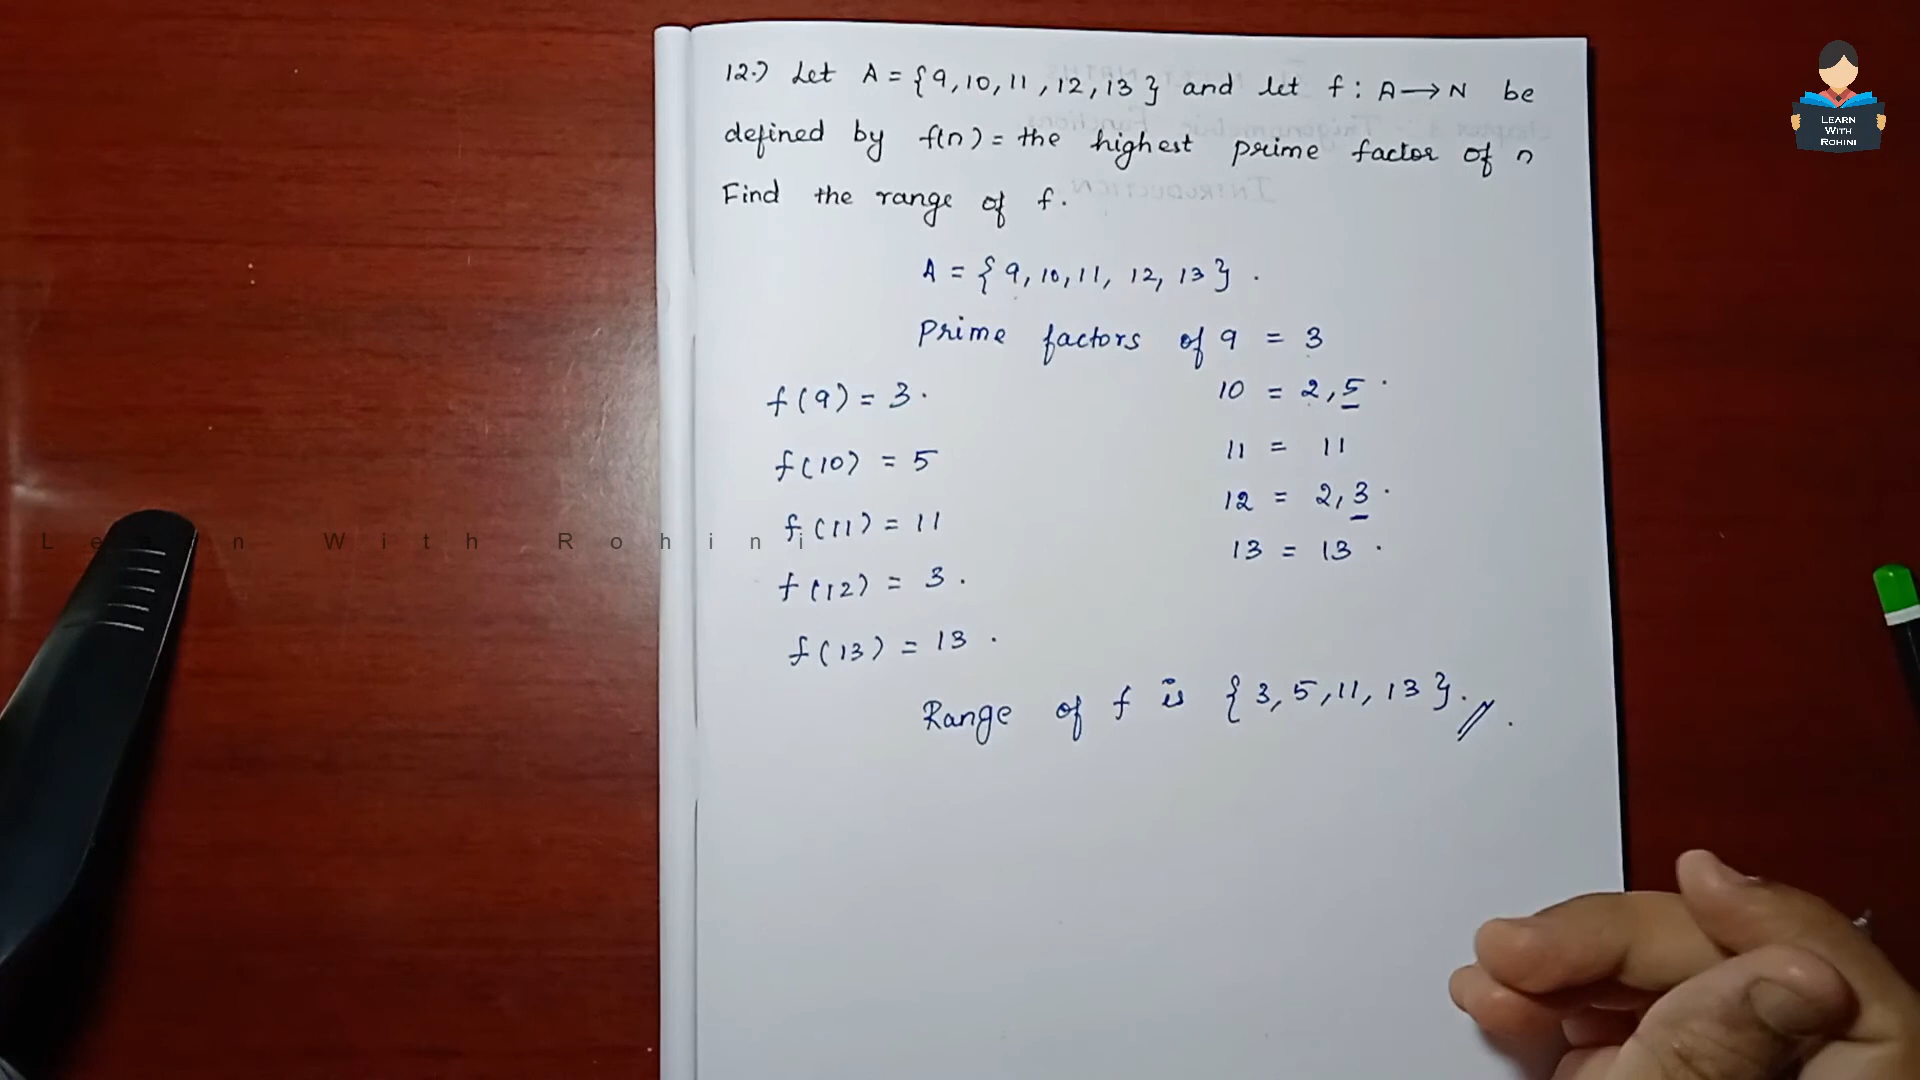 12.) Let A = {9,10,11,12,13} and let f : A → N be
defined by f(n) = the highest prime factor of n
Find the range of f.
A = {9,10,11,12,13}.
Prime factors of 9 = 3
f(9) = 3.
10 = 2,5.
f(10) = 5
11 = 11
f(11) = 11
12 = 2,3.
f(12) = 3.
13 = 13.
f(13) = 13.
Range of f is {3,5,11,13}.
Learn With Rohini
LEARN
WITH
ROHINI